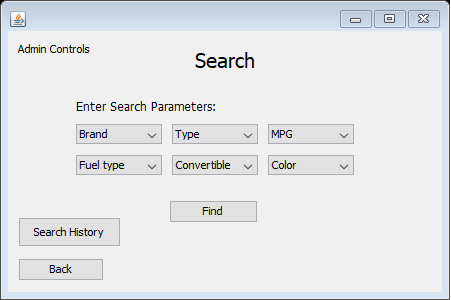 Admin Controls
Search
Enter Search Parameters:
Brand Type MPG
Fuel type Convertible Color
Find
Search History
Back